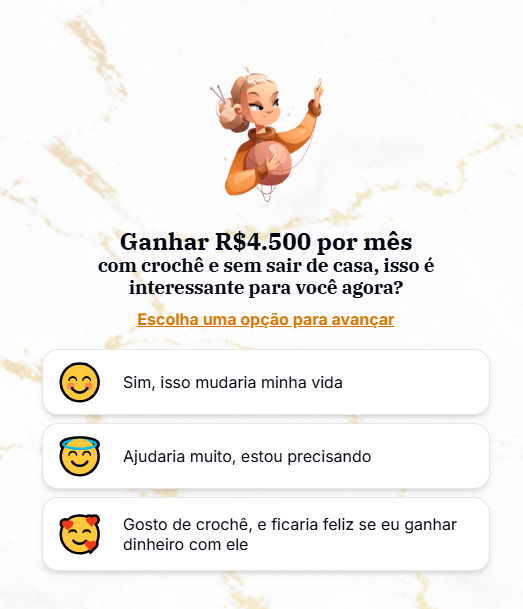 Ganhar R$4.500 por mês
com crochê e sem sair de casa, isso é
interessante para você agora?
Escolha uma opção para avançar
Sim, isso mudaria minha vida
Ajudaria muito, estou precisando
Gosto de crochê, e ficaria feliz se eu ganhar
dinheiro com ele